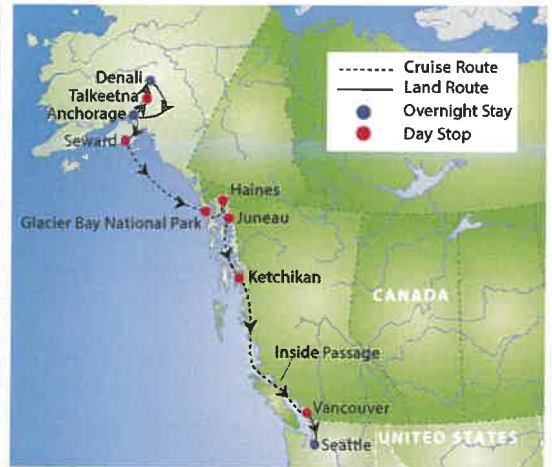 Denali
Talkeetna
Anchorage
Seward
Cruise Route
Land Route
Overnight Stay
Day Stop
Haines
Glacier Bay National Park
Juneau
Ketchikan
CANADA
Inside Passage
Vancouver
Seattle
UNITED STATES